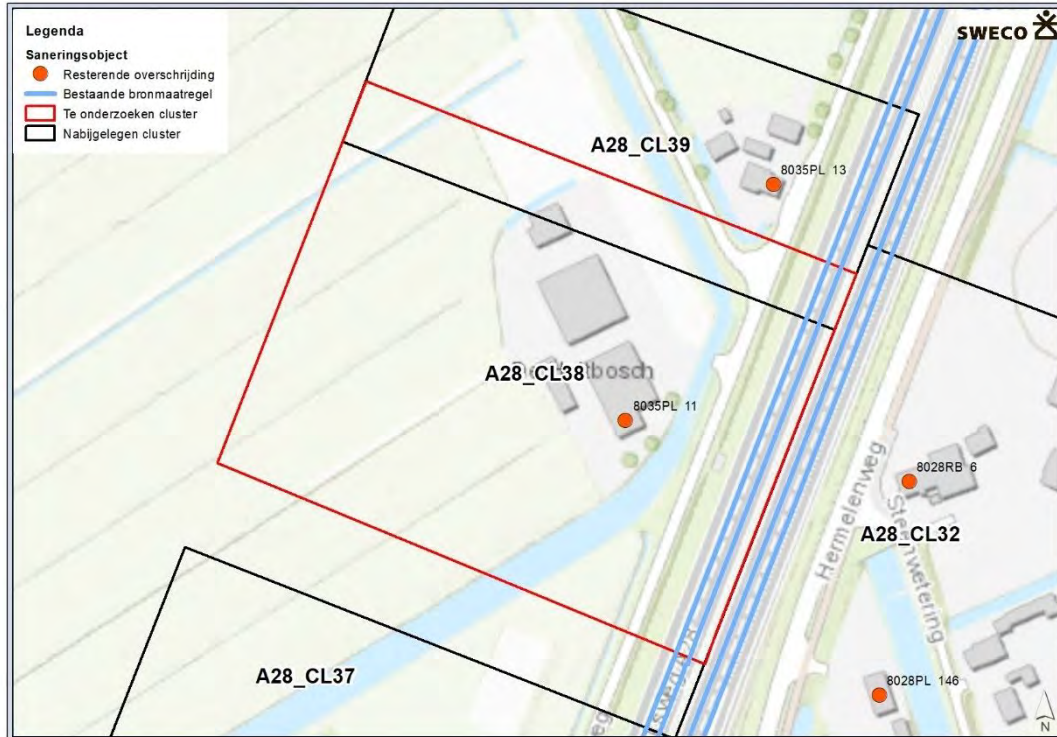 Legenda
Saneringsobject
Resterende overschrijding
Bestaande bronmaatregel
Te onderzoeken cluster
Nabijgelegen cluster
SWECO
A28_CL39
8035PL 13
A28_CL38
8035PL 11
8028RB 6
A28_CL32
Hermelenweg
Steenwetering
A28_CL37
8028PL 146
N